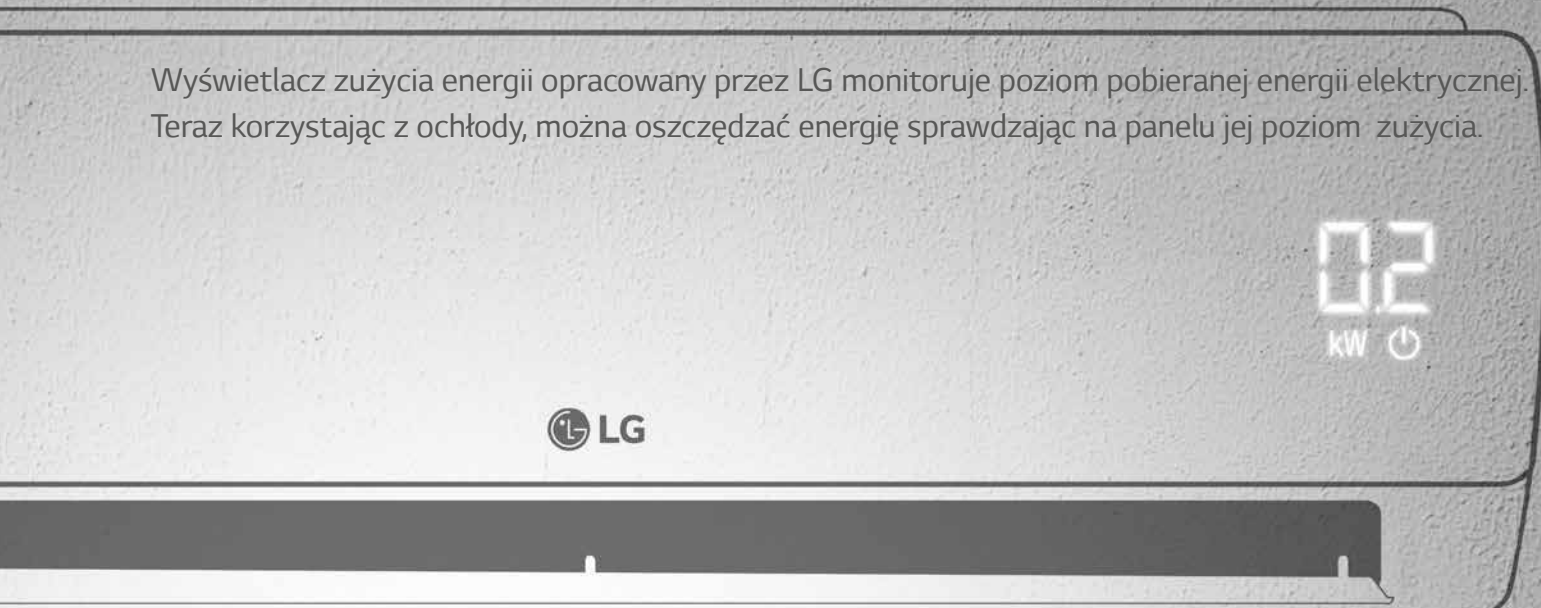 Wyświetlacz zużycia energii opracowany przez LG monitoruje poziom pobieranej energii elektrycznej.
Teraz korzystając z ochłody, można oszczędzać energię sprawdzając na panelu jej poziom zużycia.
0.2
kW
LG